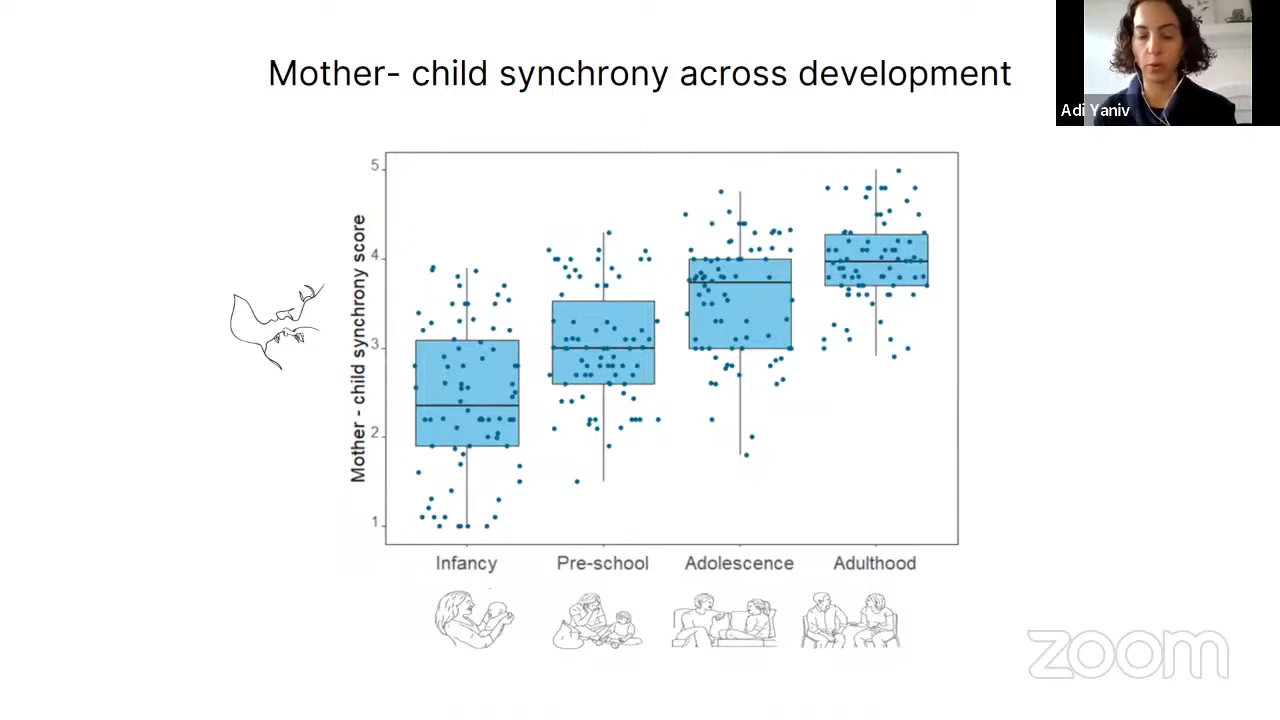 Mother- child synchrony across development
Adi Yaniv
Mother - child synchrony score
5
4
3
2
1
Infancy
Pre-school
Adolescence
Adulthood
zoom